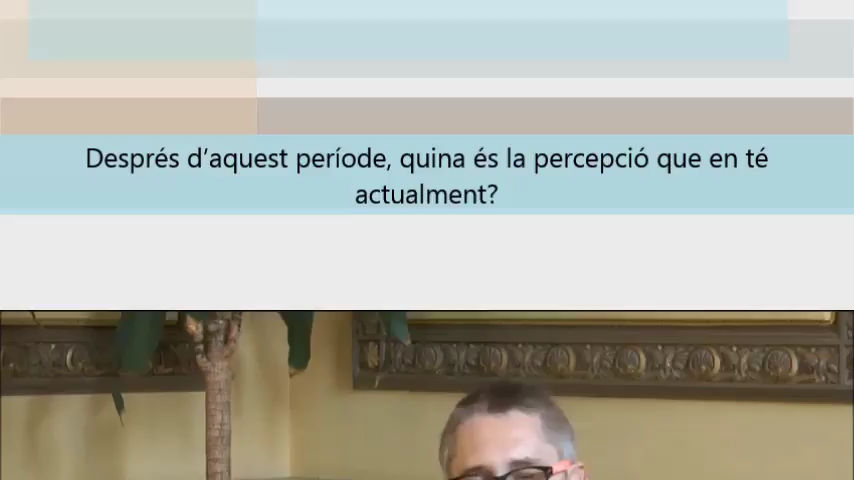 Després d’aquest període, quina és la percepció que en té
actualment?